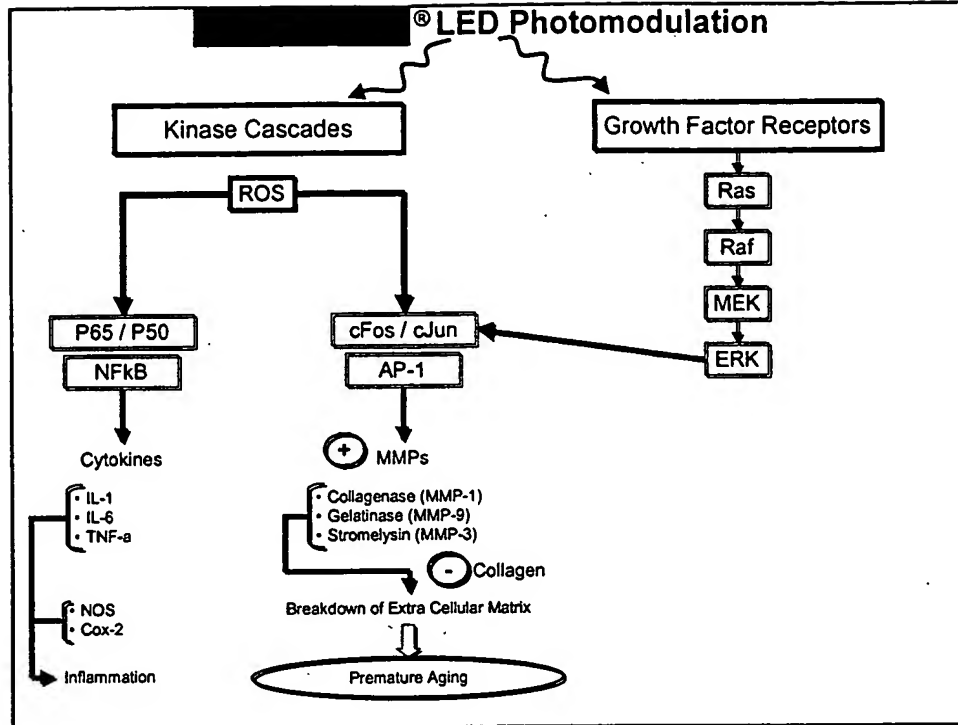 ® LED Photomodulation
Kinase Cascades
Growth Factor Receptors
ROS
Ras
Raf
MEK
ERK
P65 / P50
NFkB
cFos / cJun
AP-1
Cytokines
+ MMPs
· IL-1
· IL-6
· TNF-a
· Collagenase (MMP-1)
· Gelatinase (MMP-9)
· Stromelysin (MMP-3)
- Collagen
· NOS
· Cox-2
Breakdown of Extra Cellular Matrix
Inflammation
Premature Aging